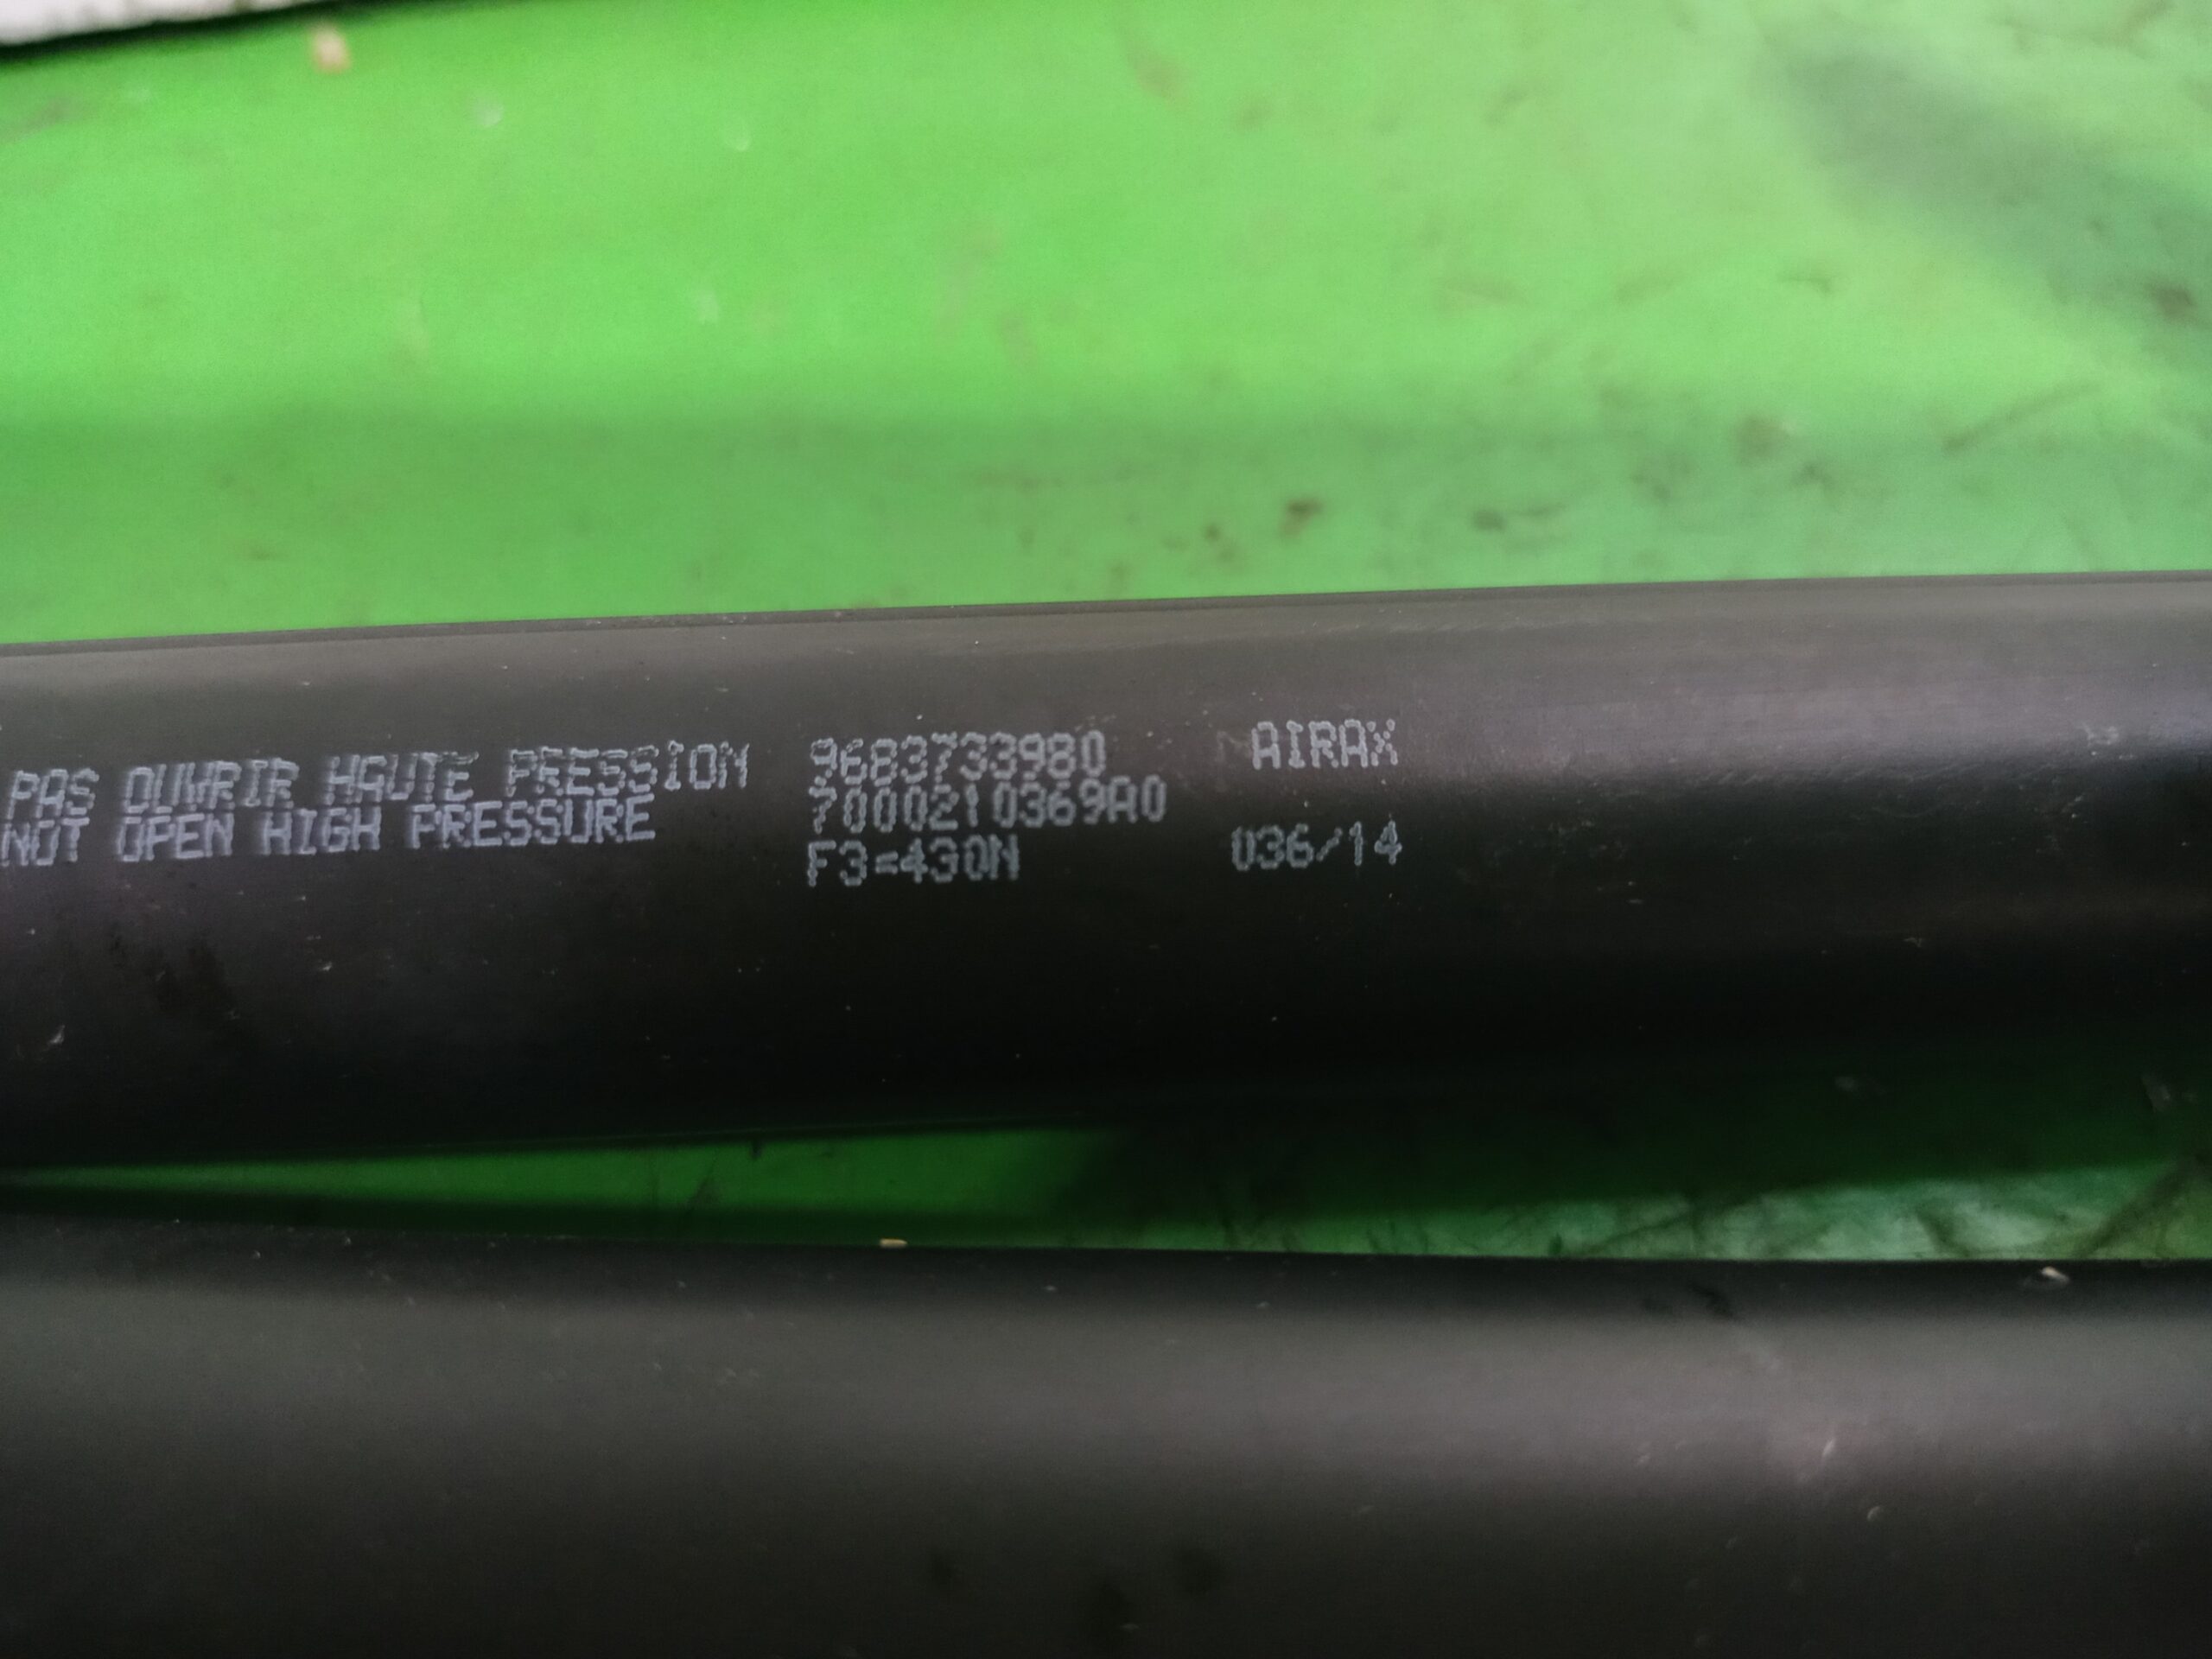 PAS OUVRIR HAUTE PRESSION 9683733980 AIRAX
NOT OPEN HIGH PRESSURE 7000210369A0
F3=430N 036/14